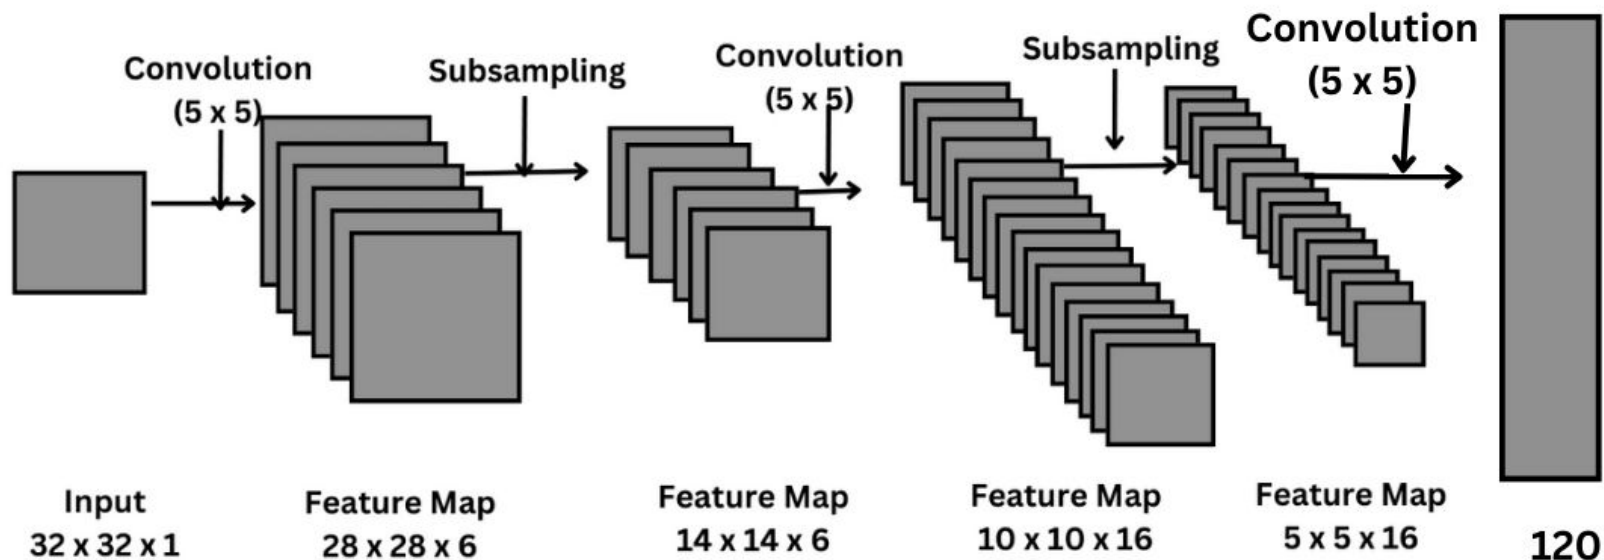 Convolution
(5 x 5)
Subsampling
Convolution
(5 x 5)
Subsampling
Convolution
(5 x 5)
Input
32 x 32 x 1
Feature Map
28 x 28 x 6
Feature Map
14 x 14 x 6
Feature Map
10 x 10 x 16
Feature Map
5 x 5 x 16
120